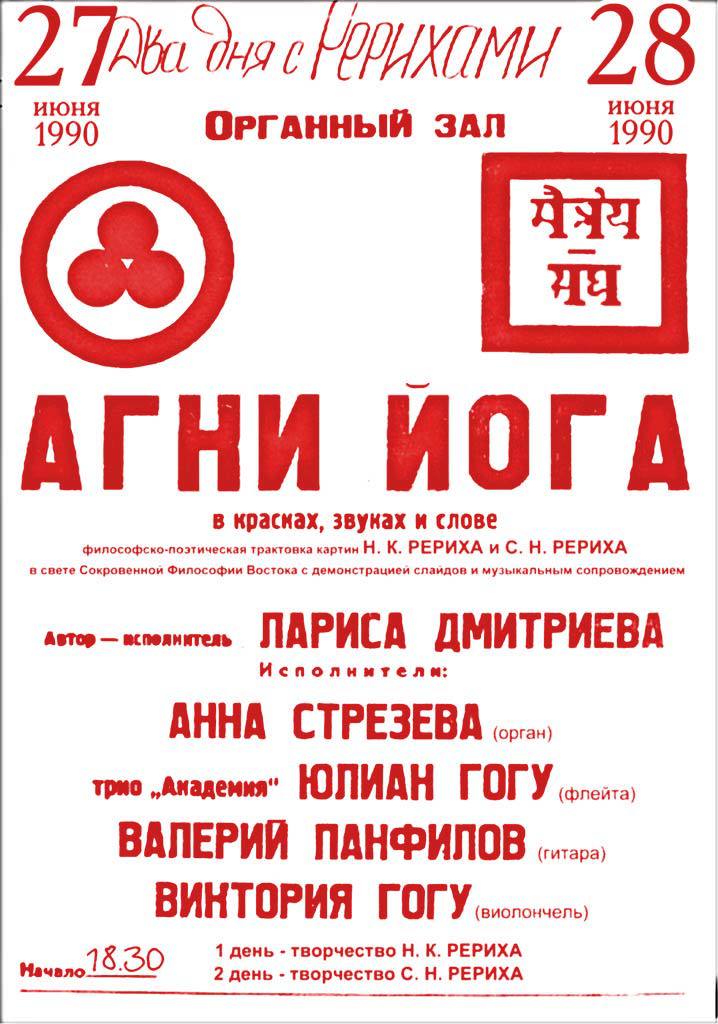 27 Два дня с Рерихами 28
июня
1990
июня
1990
Органный зал
मैत्रेय
–
संघ
АГНИ ЙОГА
в красках, звуках и слове
философско-поэтическая трактовка картин Н. К. РЕРИХА и С. Н. РЕРИХА
в свете Сокровенной Философии Востока с демонстрацией слайдов и музыкальным сопровождением
Автор — исполнитель ЛАРИСА ДМИТРИЕВА
Исполнители:
АННА СТРЕЗЕВА (орган)
трио „Академия“ ЮЛИАН ГОГУ (флейта)
ВАЛЕРИЙ ПАНФИЛОВ (гитара)
ВИКТОРИЯ ГОГУ (виолончель)
Начало 18.30
1 день - творчество Н. К. РЕРИХА
2 день - творчество С. Н. РЕРИХА